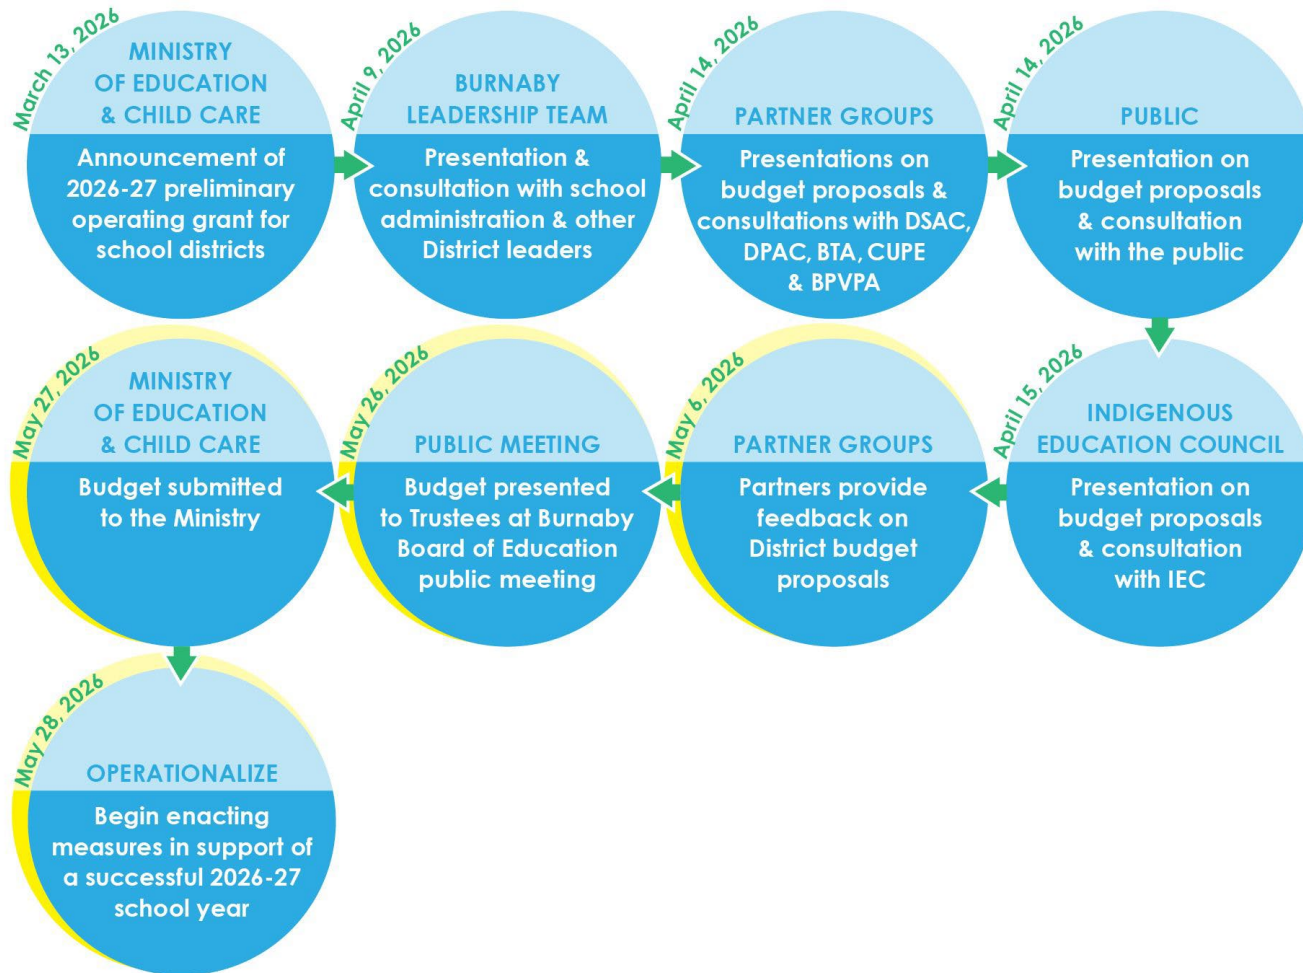 March 13, 2026
MINISTRY
OF EDUCATION
& CHILD CARE
Announcement of
2026-27 preliminary
operating grant for
school districts
April 9, 2026
BURNABY
LEADERSHIP TEAM
Presentation &
consultation with school
administration & other
District leaders
April 14, 2026
PARTNER GROUPS
Presentations on
budget proposals &
consultations with DSAC,
DPAC, BTA, CUPE
& BPVPA
April 14, 2026
PUBLIC
Presentation on
budget proposals
& consultation
with the public
April 15, 2026
INDIGENOUS
EDUCATION COUNCIL
Presentation on
budget proposals
& consultation
with IEC
May 6, 2026
PARTNER GROUPS
Partners provide
feedback on
District budget
proposals
May 26, 2026
PUBLIC MEETING
Budget presented
to Trustees at Burnaby
Board of Education
public meeting
May 27, 2026
MINISTRY
OF EDUCATION
& CHILD CARE
Budget submitted
to the Ministry
May 28, 2026
OPERATIONALIZE
Begin enacting
measures in support of
a successful 2026-27
school year